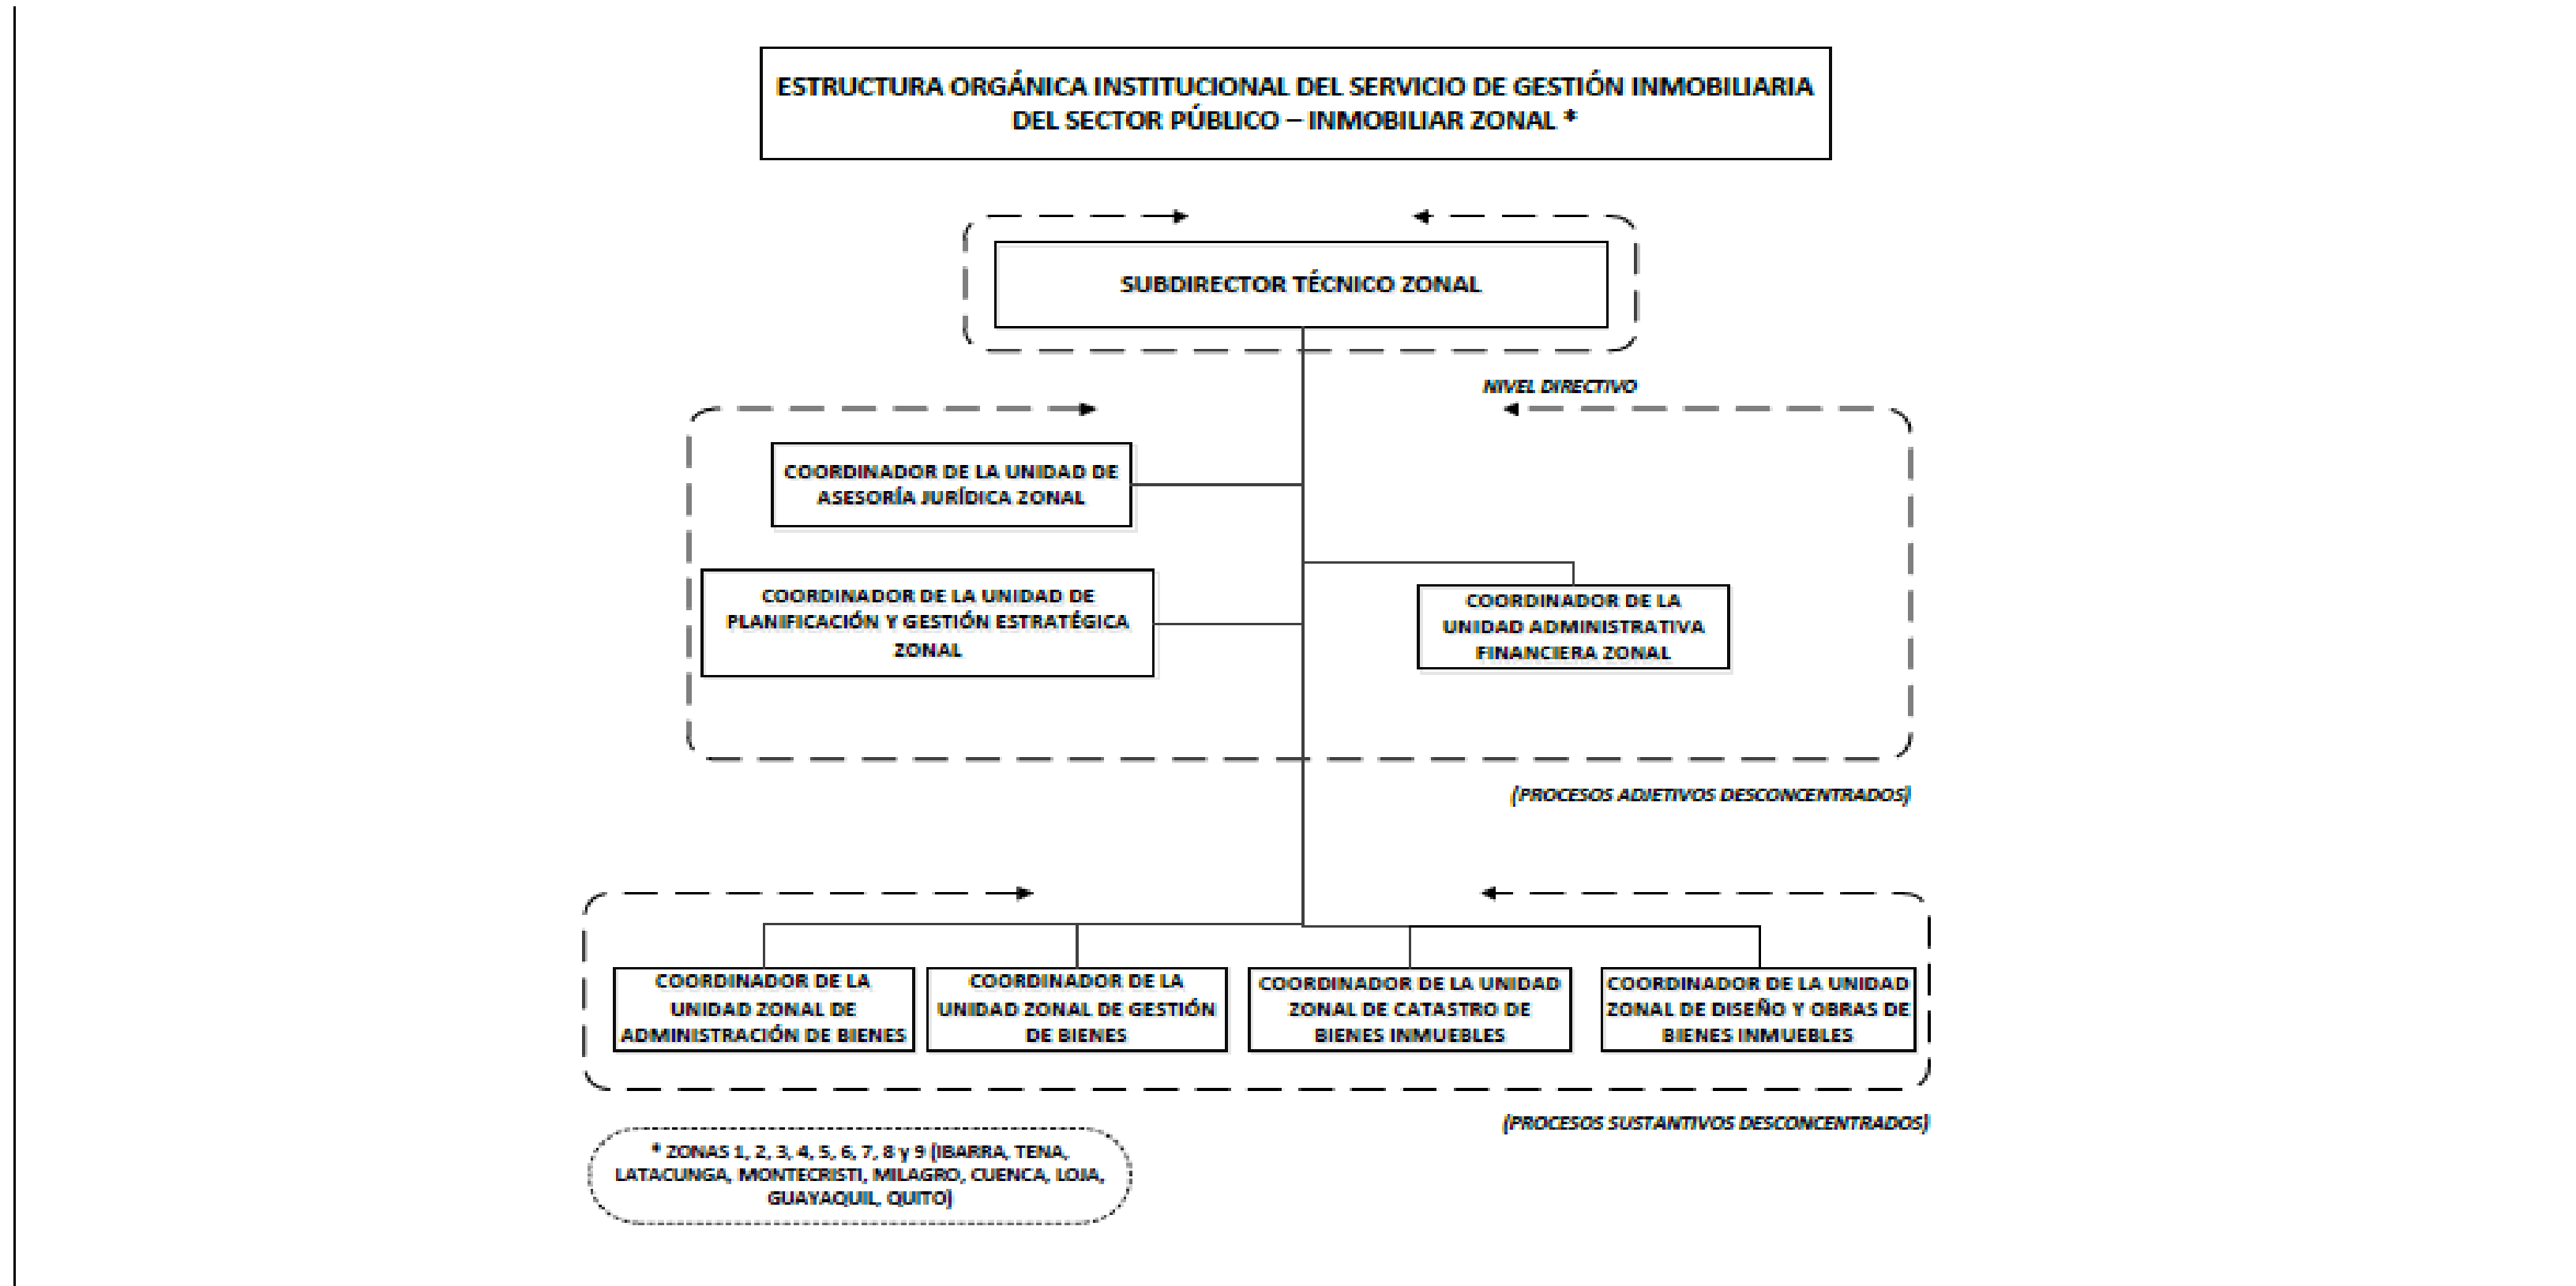 ESTRUCTURA ORGÁNICA INSTITUCIONAL DEL SERVICIO DE GESTIÓN INMOBILIARIA
DEL SECTOR PÚBLICO – INMOBILIAR ZONAL *
SUBDIRECTOR TÉCNICO ZONAL
NIVEL DIRECTIVO
COORDINADOR DE LA UNIDAD DE
ASESORÍA JURÍDICA ZONAL
COORDINADOR DE LA UNIDAD DE
PLANIFICACIÓN Y GESTIÓN ESTRATÉGICA
ZONAL
COORDINADOR DE LA
UNIDAD ADMINISTRATIVA
FINANCIERA ZONAL
(PROCESOS ADJETIVOS DESCONCENTRADOS)
COORDINADOR DE LA
UNIDAD ZONAL DE
ADMINISTRACIÓN DE BIENES
COORDINADOR DE LA
UNIDAD ZONAL DE GESTIÓN
DE BIENES
COORDINADOR DE LA UNIDAD
ZONAL DE CATASTRO DE
BIENES INMUEBLES
COORDINADOR DE LA UNIDAD
ZONAL DE DISEÑO Y OBRAS DE
BIENES INMUEBLES
(PROCESOS SUSTANTIVOS DESCONCENTRADOS)
* ZONAS 1, 2, 3, 4, 5, 6, 7, 8 y 9 (IBARRA, TENA,
LATACUNGA, MONTECRISTI, MILAGRO, CUENCA, LOJA,
GUAYAQUIL, QUITO)